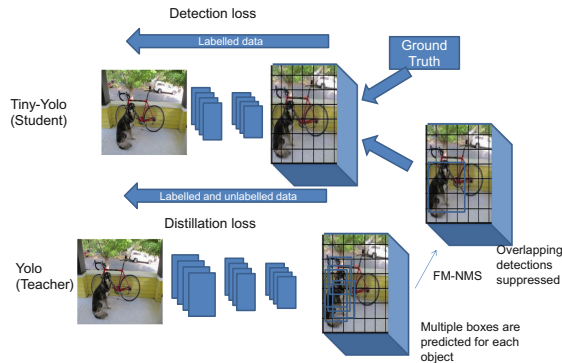 Detection loss
Labelled data
Ground
Truth
Tiny-Yolo
(Student)
Labelled and unlabelled data
Distillation loss
Yolo
(Teacher)
FM-NMS
Overlapping
detections
suppressed
Multiple boxes are
predicted for each
object